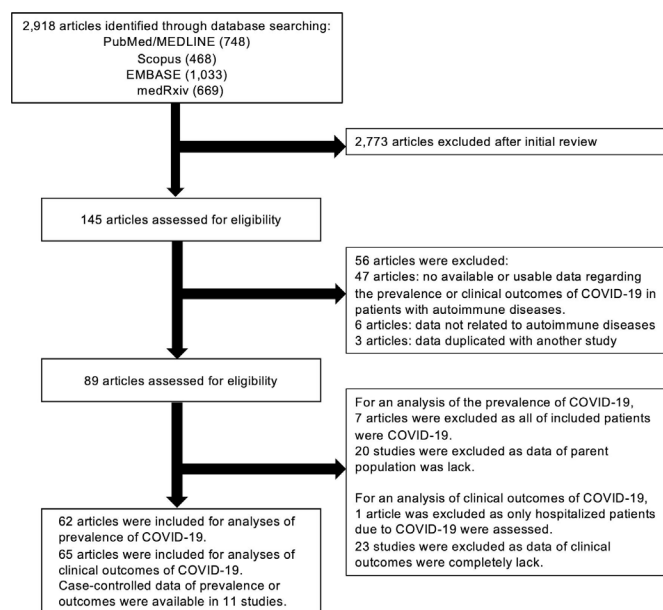 2,918 articles identified through database searching:
PubMed/MEDLINE (748)
Scopus (468)
EMBASE (1,033)
medRxiv (669)
2,773 articles excluded after initial review
145 articles assessed for eligibility
56 articles were excluded:
47 articles: no available or usable data regarding
the prevalence or clinical outcomes of COVID-19 in
patients with autoimmune diseases.
6 articles: data not related to autoimmune diseases
3 articles: data duplicated with another study
89 articles assessed for eligibility
For an analysis of the prevalence of COVID-19,
7 articles were excluded as all of included patients
were COVID-19.
20 studies were excluded as data of parent
population was lack.
For an analysis of clinical outcomes of COVID-19,
1 article was excluded as only hospitalized patients
due to COVID-19 were assessed.
23 studies were excluded as data of clinical
outcomes were completely lack.
62 articles were included for analyses of
prevalence of COVID-19.
65 articles were included for analyses of
clinical outcomes of COVID-19.
Case-controlled data of prevalence or
outcomes were available in 11 studies.